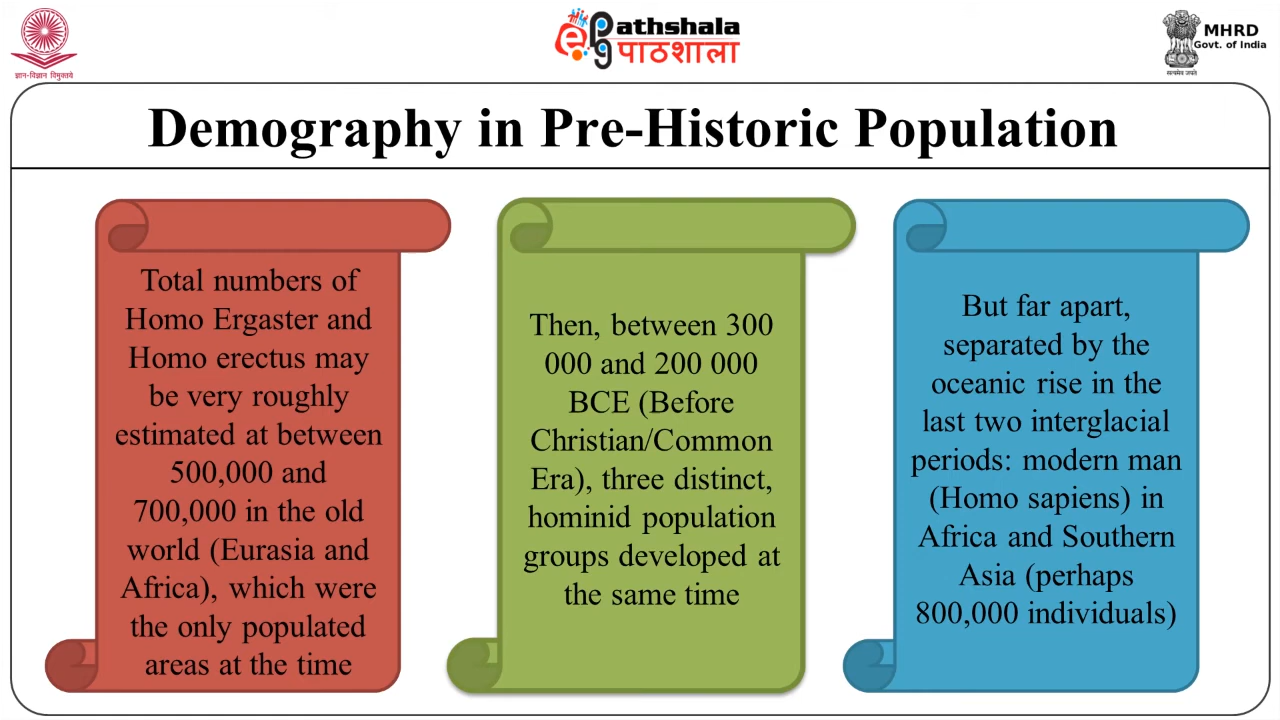 ज्ञान-विज्ञान विमुक्तये
ePathshala
पाठशाला
MHRD
Govt. of India
सत्यमेव जयते
Demography in Pre-Historic Population
Total numbers of
Homo Ergaster and
Homo erectus may
be very roughly
estimated at between
500,000 and
700,000 in the old
world (Eurasia and
Africa), which were
the only populated
areas at the time
Then, between 300
000 and 200 000
BCE (Before
Christian/Common
Era), three distinct,
hominid population
groups developed at
the same time
But far apart,
separated by the
oceanic rise in the
last two interglacial
periods: modern man
(Homo sapiens) in
Africa and Southern
Asia (perhaps
800,000 individuals)